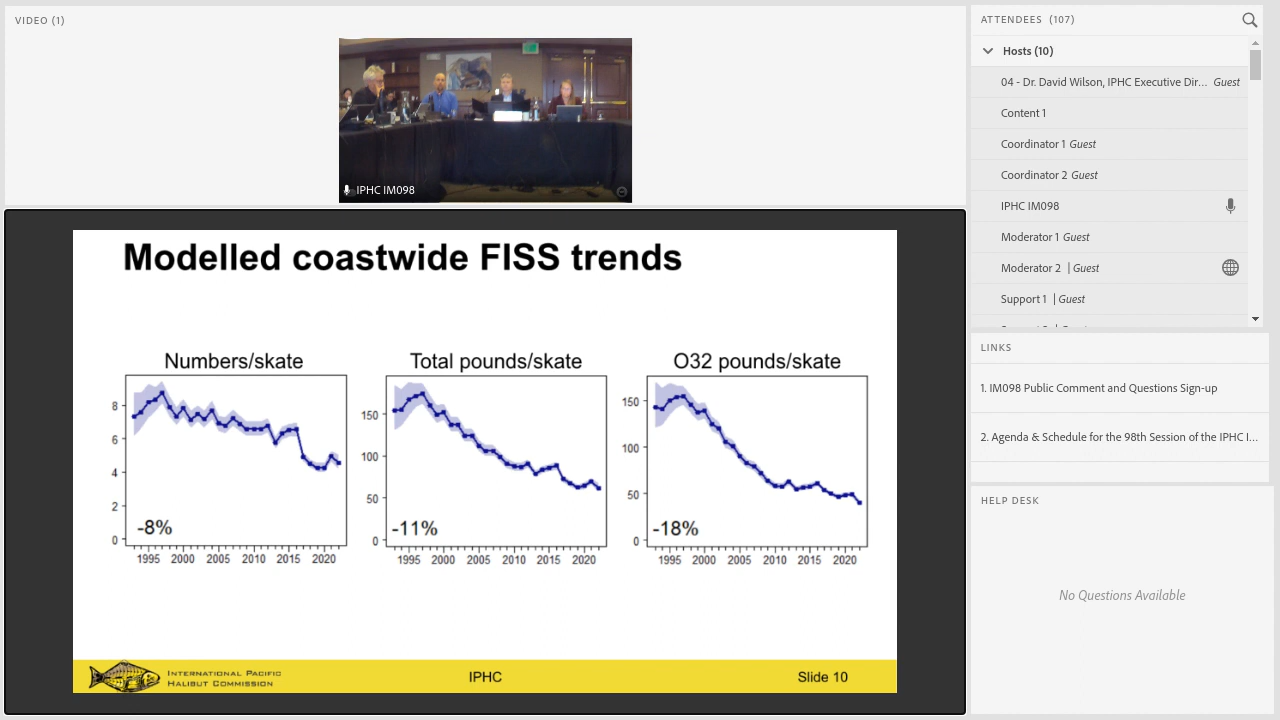 VIDEO (1)
IPHC IM098
Modelled coastwide FISS trends
Numbers/skate
8
6
4
2
0
-8%
1995 2000 2005 2010 2015 2020
Total pounds/skate
150
100
50
0
-11%
1995 2000 2005 2010 2015 2020
O32 pounds/skate
150
100
50
0
-18%
1995 2000 2005 2010 2015 2020
INTERNATIONAL PACIFIC
HALIBUT COMMISSION
IPHC
Slide 10
ATTENDEES (107)
Hosts (10)
04 - Dr. David Wilson, IPHC Executive Dir... Guest
Content 1
Coordinator 1 Guest
Coordinator 2 Guest
IPHC IM098
Moderator 1 Guest
Moderator 2 | Guest
Support 1 | Guest
LINKS
1. IM098 Public Comment and Questions Sign-up
2. Agenda & Schedule for the 98th Session of the IPHC I...
HELP DESK
No Questions Available